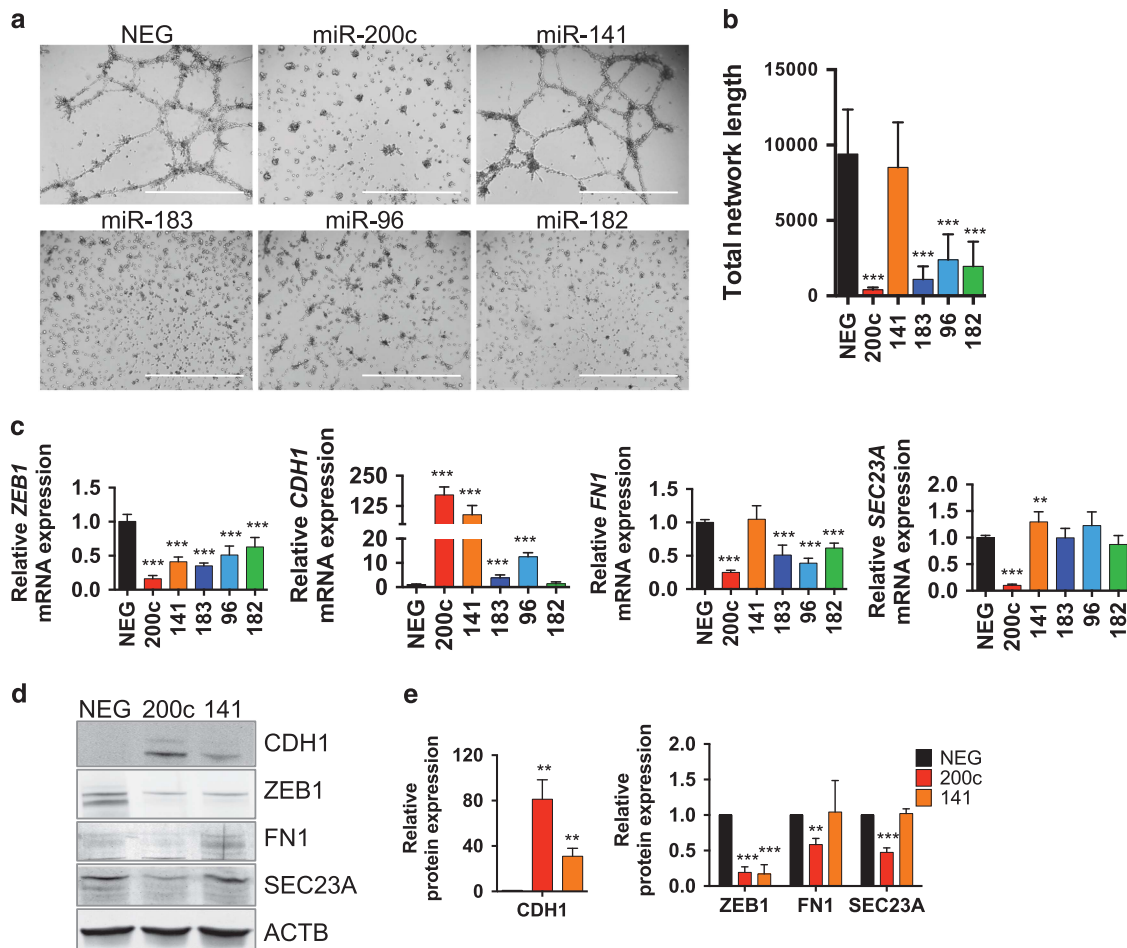 a
NEG
miR-200c
miR-141
miR-183
miR-96
miR-182
b
Total network length
15000
10000
5000
0
***
***
***
***
NEG
200c
141
183
96
182
c
Relative ZEB1
mRNA expression
1.5
1.0
0.5
0.0
***
***
***
***
***
NEG
200c
141
183
96
182
Relative CDH1
mRNA expression
250
125
20
10
0
***
***
***
***
NEG
200c
141
183
96
182
Relative FN1
mRNA expression
1.5
1.0
0.5
0.0
***
***
***
***
NEG
200c
141
183
96
182
Relative SEC23A
mRNA expression
2.0
1.5
1.0
0.5
0.0
***
**
NEG
200c
141
183
96
182
d
NEG 200c 141
CDH1
ZEB1
FN1
SEC23A
ACTB
e
Relative
protein expression
120
80
40
0
**
**
CDH1
Relative
protein expression
2.0
1.5
1.0
0.5
0.0
***
***
**
***
ZEB1 FN1 SEC23A
NEG
200c
141